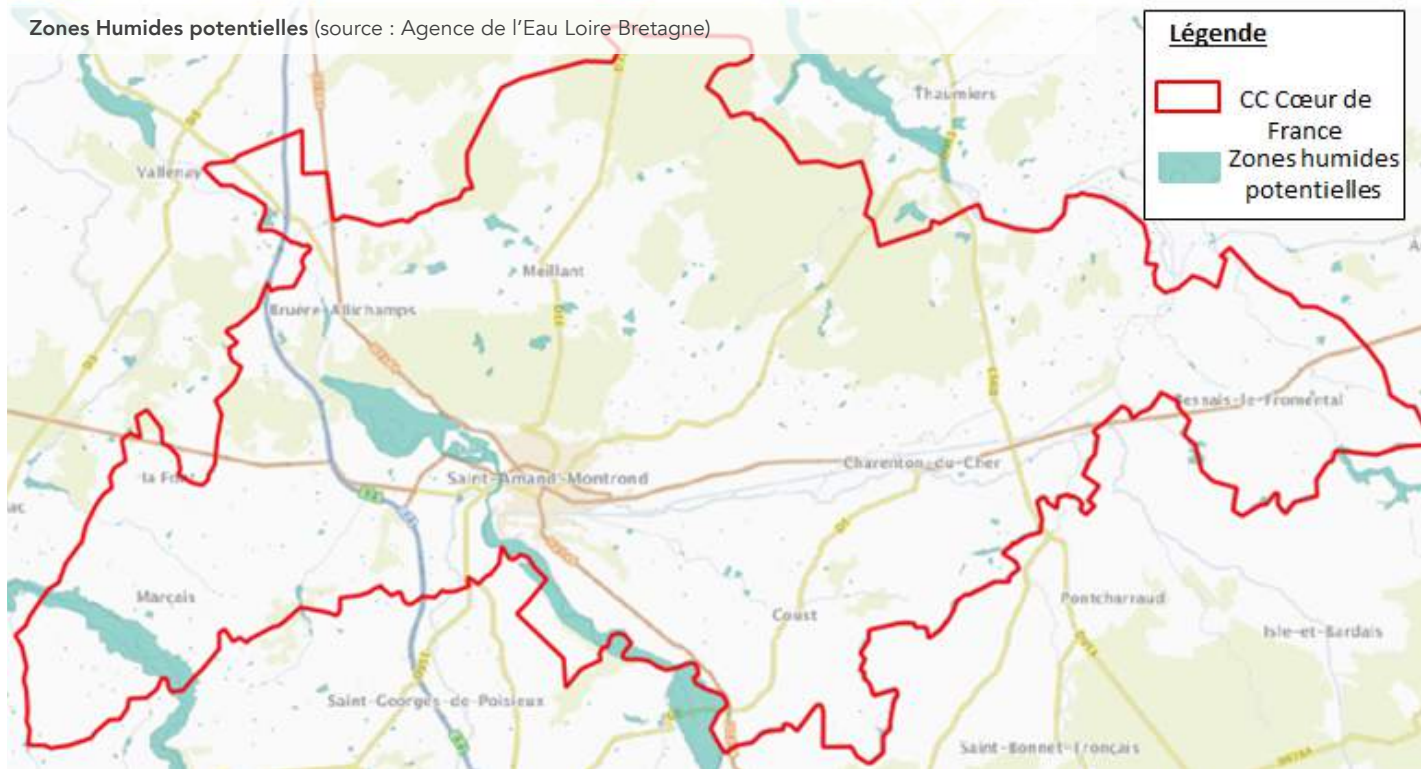 Zones Humides potentielles (source : Agence de l'Eau Loire Bretagne)
Légende
CC Cœur de
France
Zones humides
potentielles
Thaumiers
Vallenay
Meillant
Bruère-Allichamps
Bessais-le-Fromental
Charenton-du-Cher
Saint-Amand-Montrond
Marçais
Coust
Pontcharraud
Isle-et-Bardais
Saint-Georges-de-Poisieux
Saint-Bonnet-Tronçais